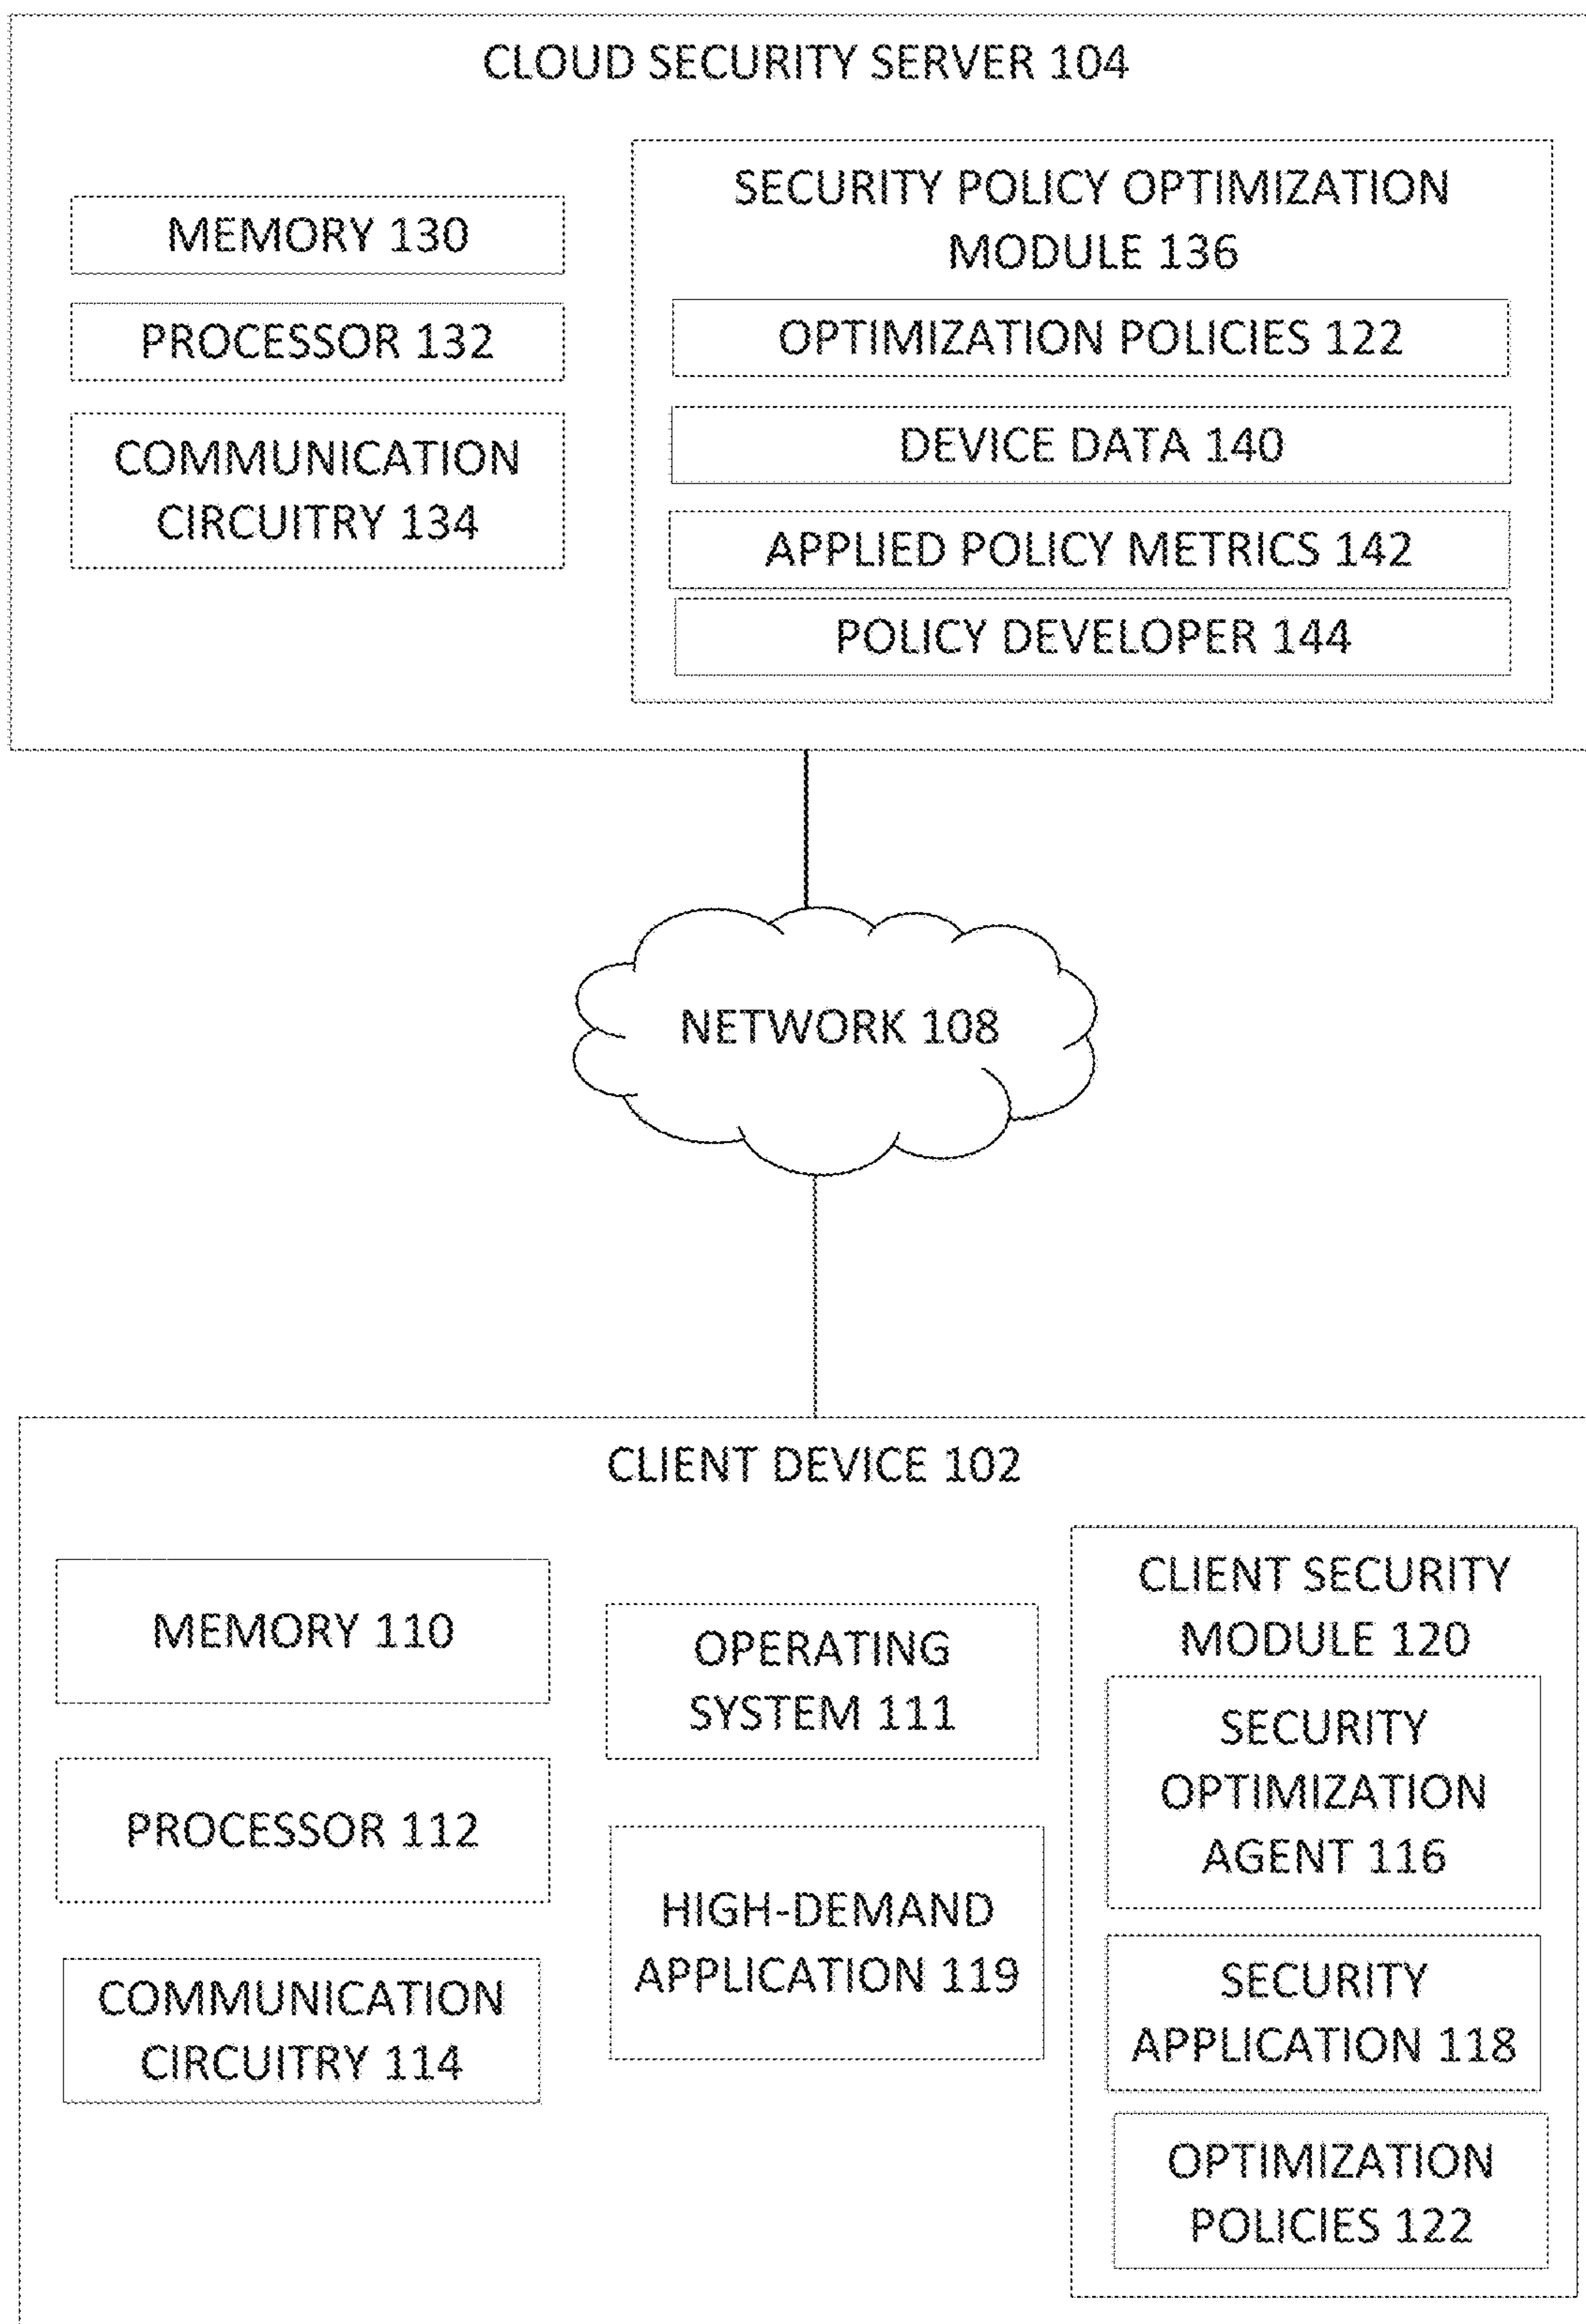 CLOUD SECURITY SERVER 104
MEMORY 130
PROCESSOR 132
COMMUNICATION
CIRCUITRY 134
SECURITY POLICY OPTIMIZATION
MODULE 136
OPTIMIZATION POLICIES 122
DEVICE DATA 140
APPLIED POLICY METRICS 142
POLICY DEVELOPER 144
NETWORK 108
CLIENT DEVICE 102
MEMORY 110
PROCESSOR 112
COMMUNICATION
CIRCUITRY 114
OPERATING
SYSTEM 111
HIGH-DEMAND
APPLICATION 119
CLIENT SECURITY
MODULE 120
SECURITY
OPTIMIZATION
AGENT 116
SECURITY
APPLICATION 118
OPTIMIZATION
POLICIES 122